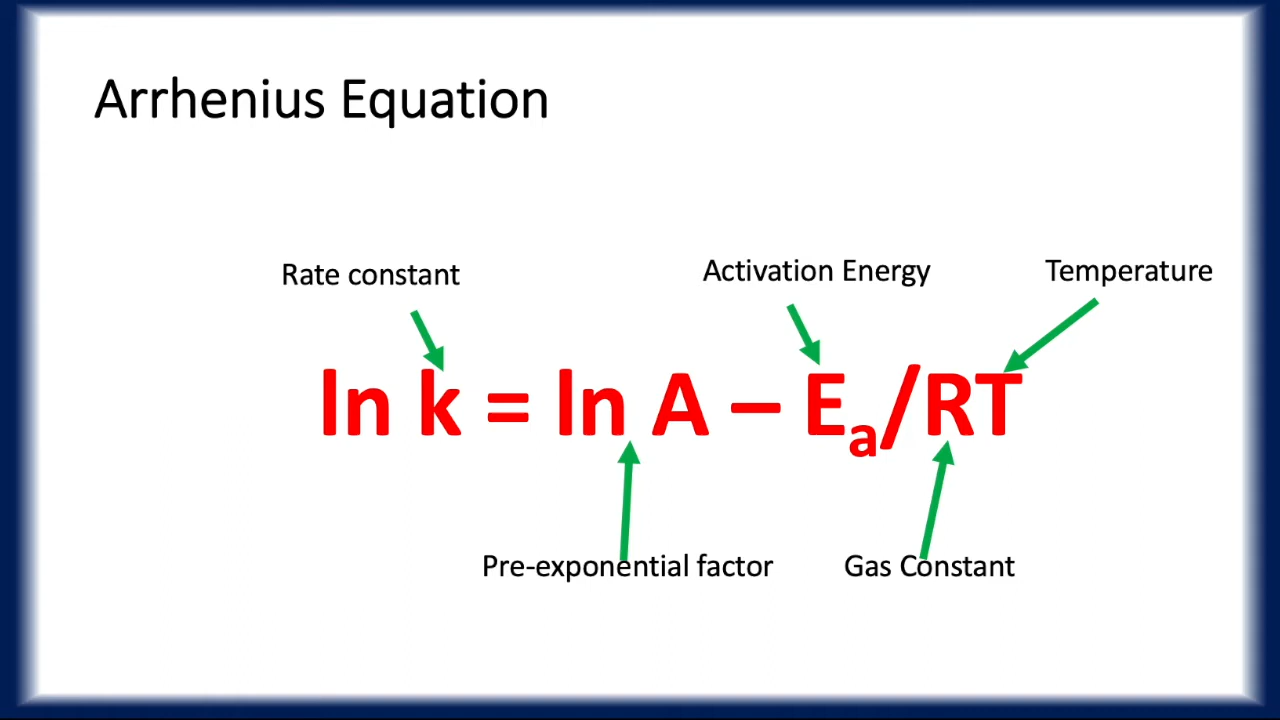 Arrhenius Equation
Rate constant
Activation Energy
Temperature
ln k = ln A – Eₐ/RT
Pre-exponential factor
Gas Constant